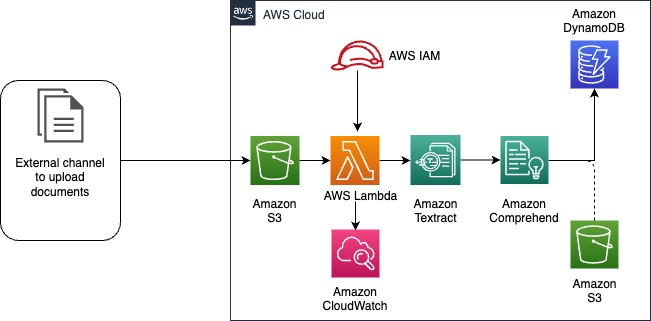 aws
AWS Cloud
Amazon
DynamoDB
AWS IAM
External channel
to upload
documents
Amazon
S3
AWS Lambda
Amazon
Textract
Amazon
Comprehend
Amazon
CloudWatch
Amazon
S3